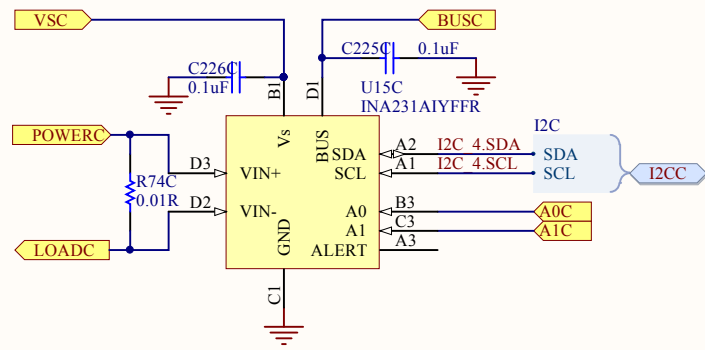 VSC
BUSC
C226C
0.1uF
B1
D1
C225C
0.1uF
U15C
INA231AIYFFR
POWERC
D3
VIN+
R74C
0.01R
D2
VIN-
LOADC
Vs
BUS
GND
C1
SDA
SCL
A0
A1
ALERT
A2
A1
B3
C3
A3
I2C_4.SDA
I2C_4.SCL
I2C
SDA
SCL
I2CC
A0C
A1C